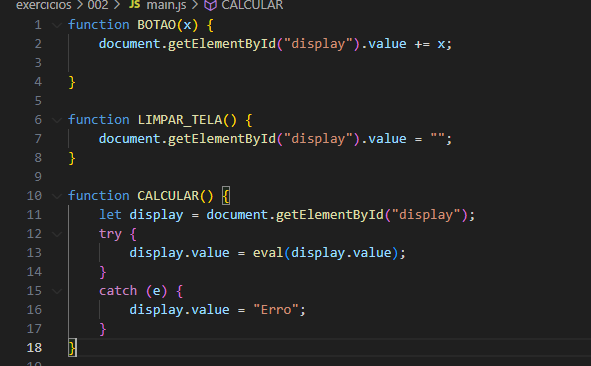 exercicios > 002 > JS main.js > CALCULAR
1 function BOTAO(x) {
2     document.getElementById("display").value += x;
3
4 }
5
6 function LIMPAR_TELA() {
7     document.getElementById("display").value = "";
8 }
9
10 function CALCULAR() {
11     let display = document.getElementById("display");
12     try {
13         display.value = eval(display.value);
14     }
15     catch (e) {
16         display.value = "Erro";
17     }
18 }
19